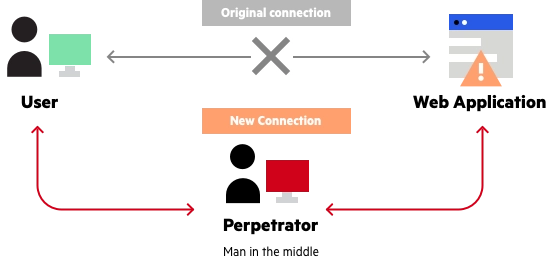 Original connection
User
Web Application
New Connection
Perpetrator
Man in the middle